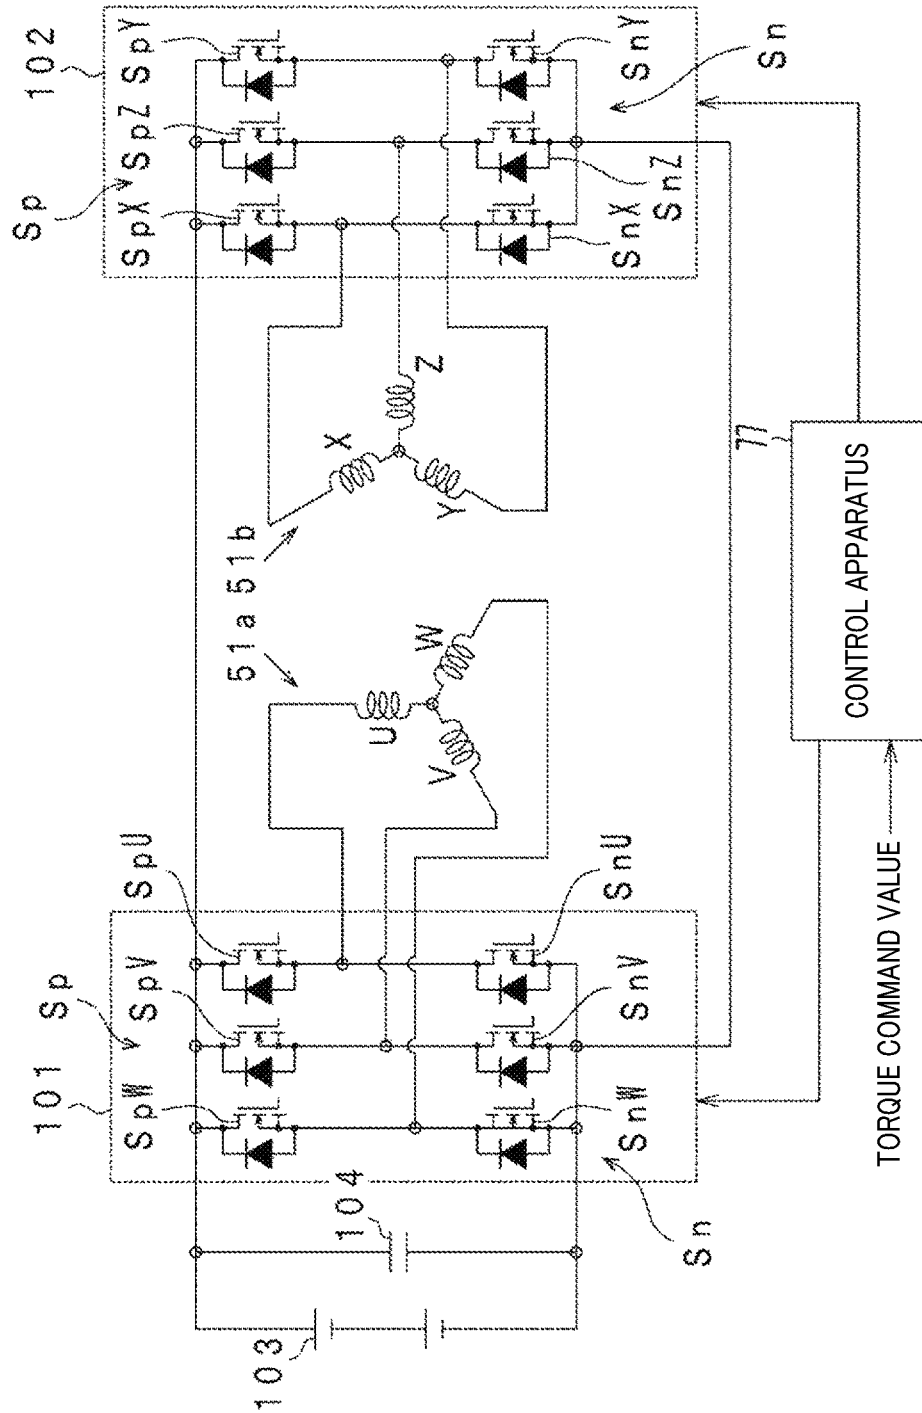 101
Sp
Sp
102
SpW
SpV
SpU
SpX
SpZ
SpY
51a
51b
103
104
U
V
W
X
Y
Z
SnW
SnV
SnU
SnX
SnZ
SnY
Sn
Sn
77
CONTROL APPARATUS
TORQUE COMMAND VALUE